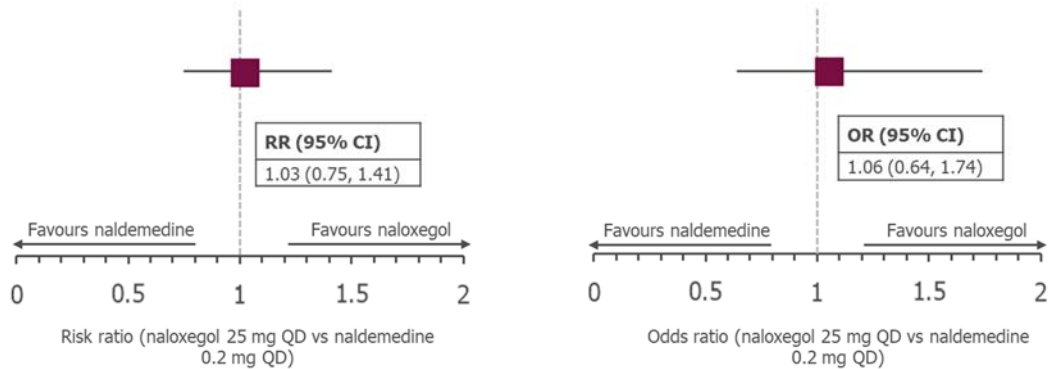 RR (95% CI)
1.03 (0.75, 1.41)
Favours naldemedine
Favours naloxegol
0
0.5
1
1.5
2
Risk ratio (naloxegol 25 mg QD vs naldemedine
0.2 mg QD)
OR (95% CI)
1.06 (0.64, 1.74)
Favours naldemedine
Favours naloxegol
0
0.5
1
1.5
2
Odds ratio (naloxegol 25 mg QD vs naldemedine
0.2 mg QD)